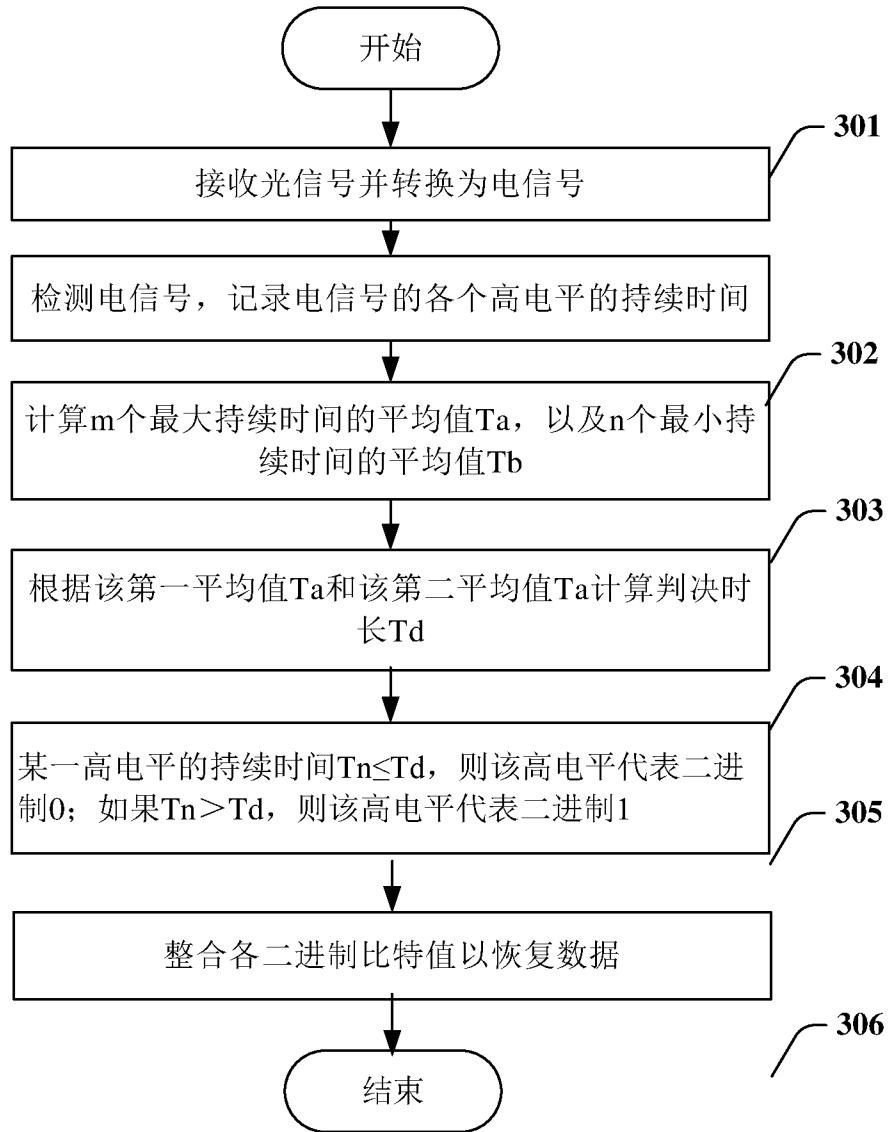 开始
301
接收光信号并转换为电信号
检测电信号，记录电信号的各个高电平的持续时间
302
计算m个最大持续时间的平均值Ta，以及n个最小持
续时间的平均值Tb
303
根据该第一平均值Ta和该第二平均值Ta计算判决时
长Td
304
某一高电平的持续时间Tn≤Td，则该高电平代表二进
制0；如果Tn＞Td，则该高电平代表二进制1
305
整合各二进制比特值以恢复数据
306
结束